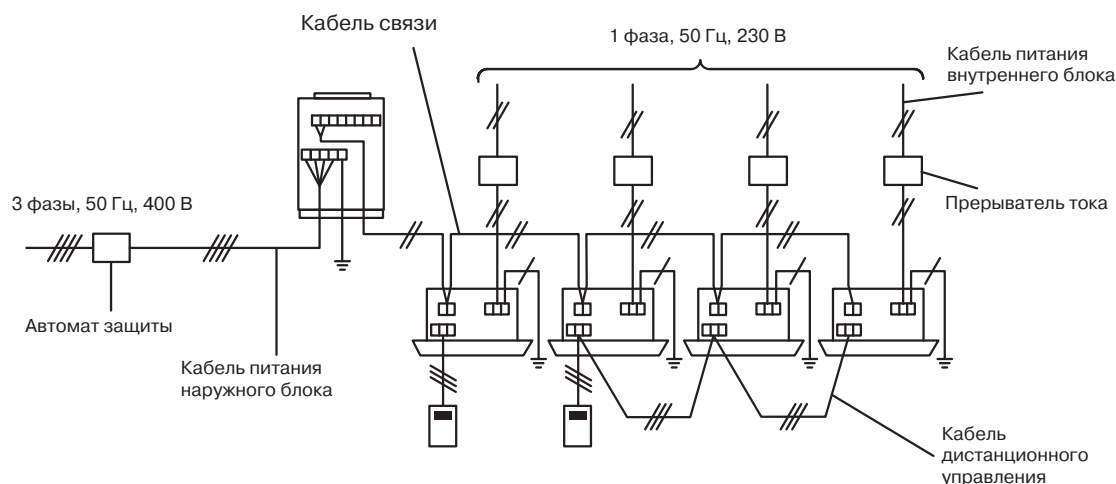 Кабель связи
1 фаза, 50 Гц, 230 В
Кабель питания
внутреннего блока
3 фазы, 50 Гц, 400 В
Прерыватель тока
Автомат защиты
Кабель питания
наружного блока
Кабель
дистанционного
управления